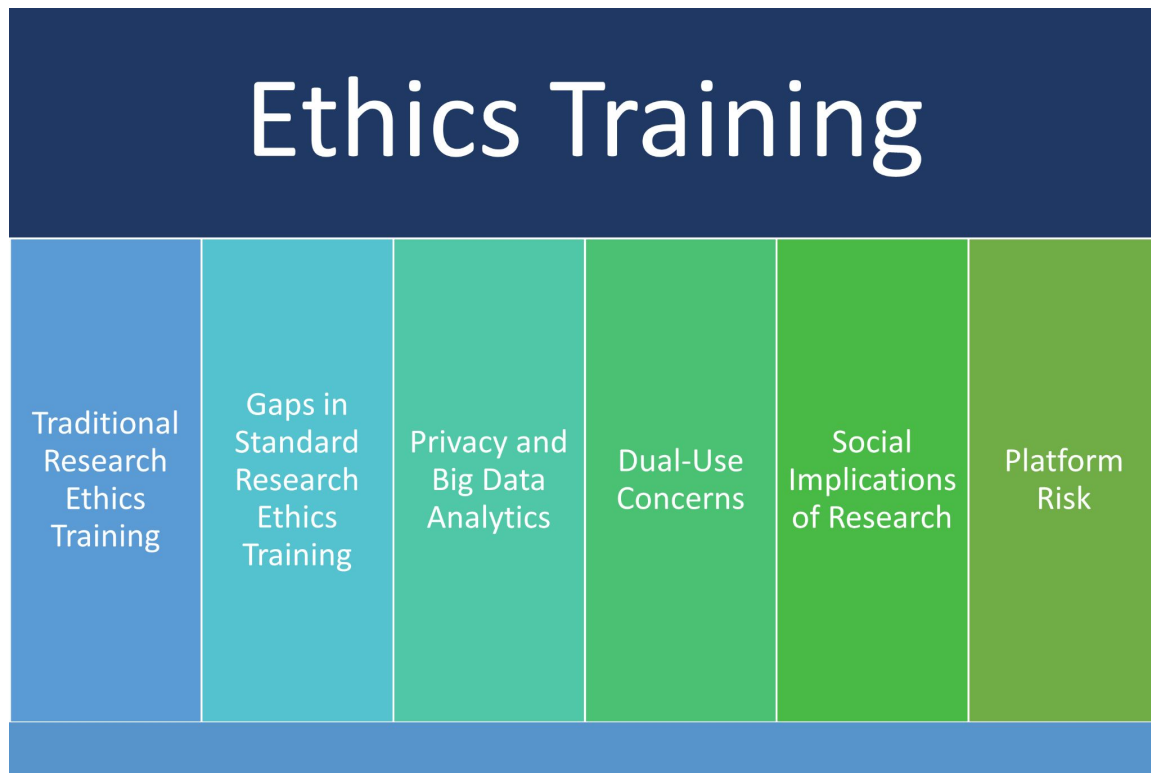 Ethics Training
Traditional
Research
Ethics
Training
Gaps in
Standard
Research
Ethics
Training
Privacy and
Big Data
Analytics
Dual-Use
Concerns
Social
Implications
of Research
Platform
Risk